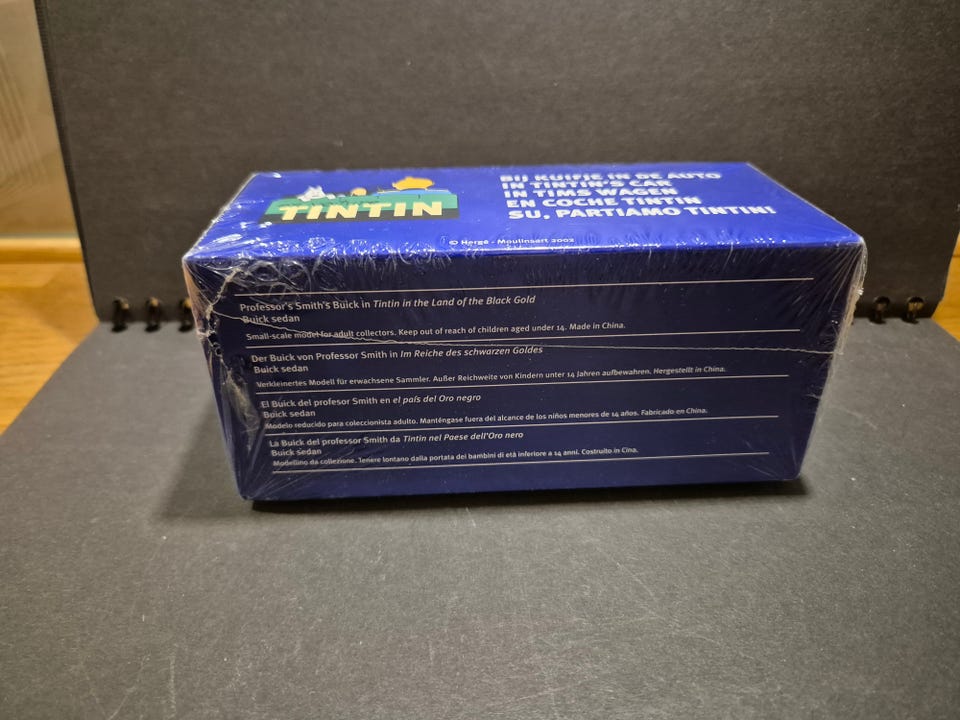 TINTIN
BIJ KUIFJE IN DE AUTO
IN TINTIN'S CAR
IN TIMS WAGEN
EN COCHE TINTIN
SU, PARTIAMO TINTIN!
© Hergé - Moulinsart 2002
Professor's Smith's Buick in Tintin in the Land of the Black Gold
Buick sedan
Small-scale model for adult collectors. Keep out of reach of children aged under 14. Made in China.
Der Buick von Professor Smith in Im Reiche des schwarzen Goldes
Buick sedan
Verkleinertes Modell für erwachsene Sammler. Außer Reichweite von Kindern unter 14 Jahren aufbewahren. Hergestellt in China.
El Buick del profesor Smith en el país del Oro negro
Buick sedan
Modelo reducido para coleccionista adulto. Manténgase fuera del alcance de los niños menores de 14 años. Fabricado en China.
La Buick del professor Smith da Tintin nel Paese dell'Oro nero
Buick sedan
Modellino da collezione. Tenere lontano dalla portata dei bambini di età inferiore a 14 anni. Costruito in Cina.